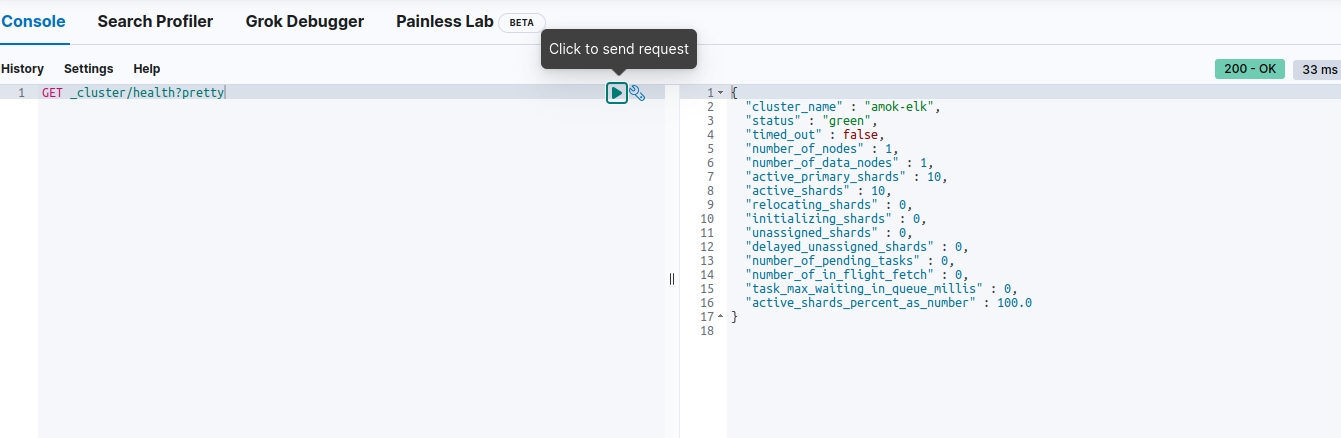 Console Search Profiler Grok Debugger Painless Lab BETA
Click to send request
History Settings Help 200 - OK 33 ms
1 GET _cluster/health?pretty
1 {
2 "cluster_name" : "amok-elk",
3 "status" : "green",
4 "timed_out" : false,
5 "number_of_nodes" : 1,
6 "number_of_data_nodes" : 1,
7 "active_primary_shards" : 10,
8 "active_shards" : 10,
9 "relocating_shards" : 0,
10 "initializing_shards" : 0,
11 "unassigned_shards" : 0,
12 "delayed_unassigned_shards" : 0,
13 "number_of_pending_tasks" : 0,
14 "number_of_in_flight_fetch" : 0,
15 "task_max_waiting_in_queue_millis" : 0,
16 "active_shards_percent_as_number" : 100.0
17 }
18